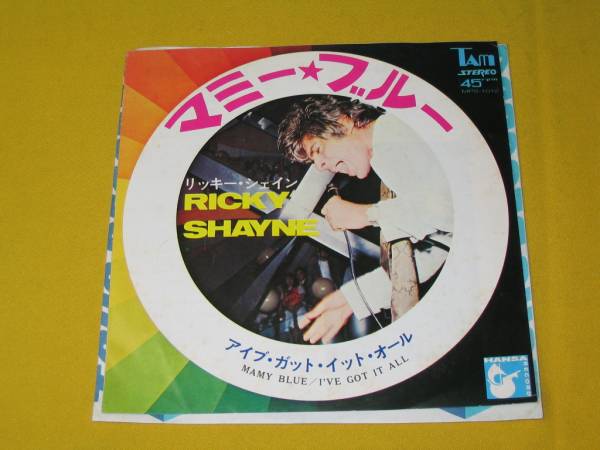 マミー★ブルー
TAM
STEREO
45 rpm
リッキー・シェイン
RICKY
SHAYNE
アイブ・ガット・イット・オール
MAMY BLUE/I'VE GOT IT ALL
HANSA